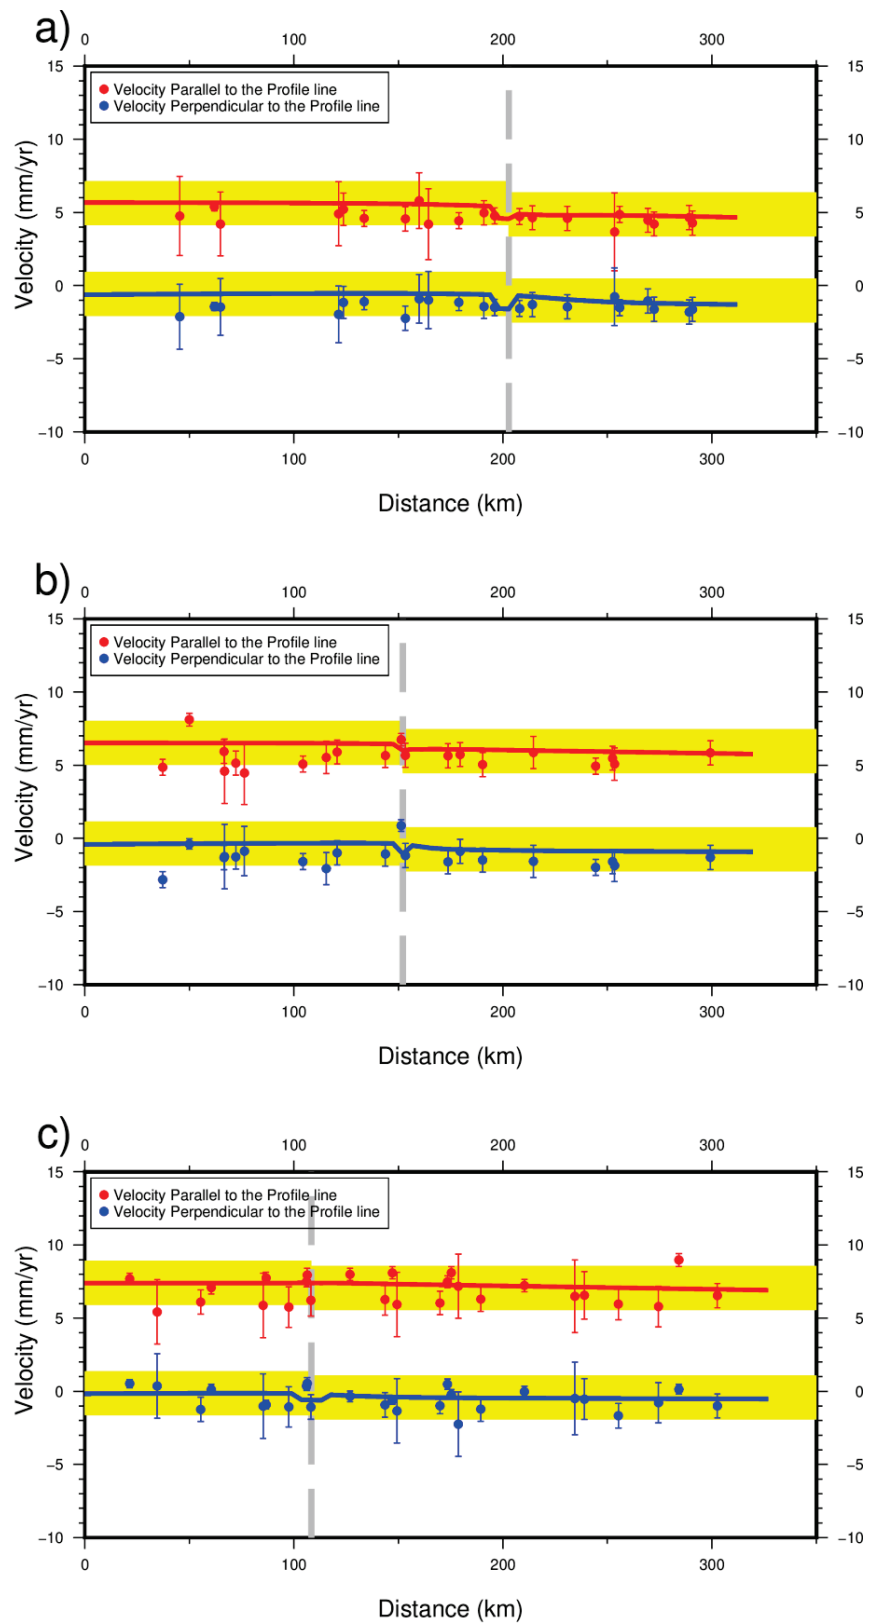 a)
0 100 200 300
Velocity Parallel to the Profile line
Velocity Perpendicular to the Profile line
15 15
10 10
5 5
0 0
−5 −5
−10 −10
Velocity (mm/yr)
0 100 200 300
Distance (km)
b)
0 100 200 300
Velocity Parallel to the Profile line
Velocity Perpendicular to the Profile line
15 15
10 10
5 5
0 0
−5 −5
−10 −10
Velocity (mm/yr)
0 100 200 300
Distance (km)
c)
0 100 200 300
Velocity Parallel to the Profile line
Velocity Perpendicular to the Profile line
15 15
10 10
5 5
0 0
−5 −5
−10 −10
Velocity (mm/yr)
0 100 200 300
Distance (km)